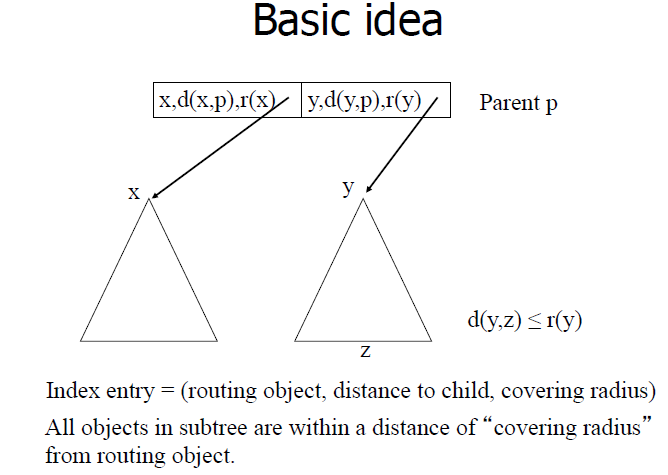 Basic idea
x,d(x,p),r(x) y,d(y,p),r(y) Parent p
x y
d(y,z) ≤ r(y)
z
Index entry = (routing object, distance to child, covering radius)
All objects in subtree are within a distance of “covering radius”
from routing object.